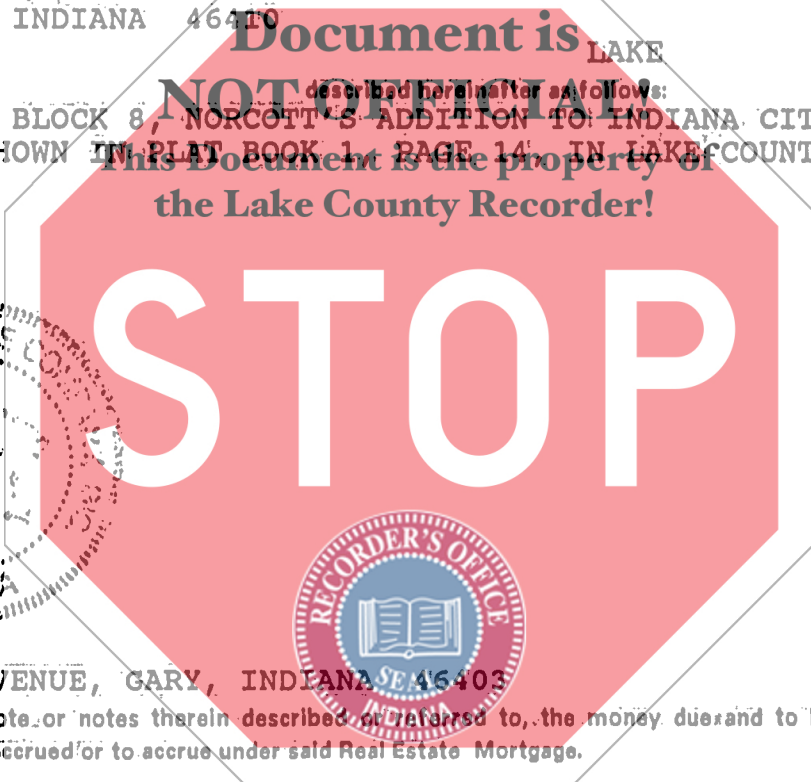 INDIANA 46410
Document is
LAKE
NOT OFFICIAL!
described hereinafter as follows:
BLOCK 8, NORCOTT'S ADDITION TO INDIANA CIT
HOWN IN PLAT BOOK 1, PAGE 14, IN LAKE COUNT
This Document is the property of
the Lake County Recorder!
STOP
RECORDER'S OFFICE
SEAL
INDIANA
VENUE, GARY, INDIANA 46403
ote or notes therein described or referred to, the money due and to
ccrued or to accrue under said Real Estate Mortgage.